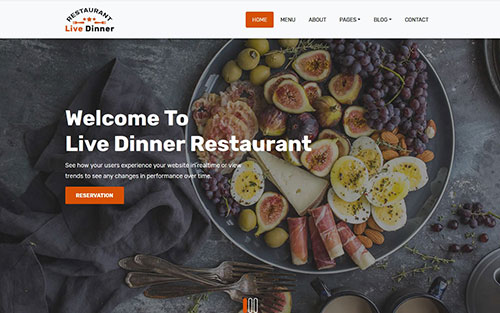 RESTAURANT
Live Dinner
HOME MENU ABOUT PAGES BLOG CONTACT
Welcome To
Live Dinner Restaurant
See how your users experience your website in realtime or view
trends to see any changes in performance over time.
RESERVATION